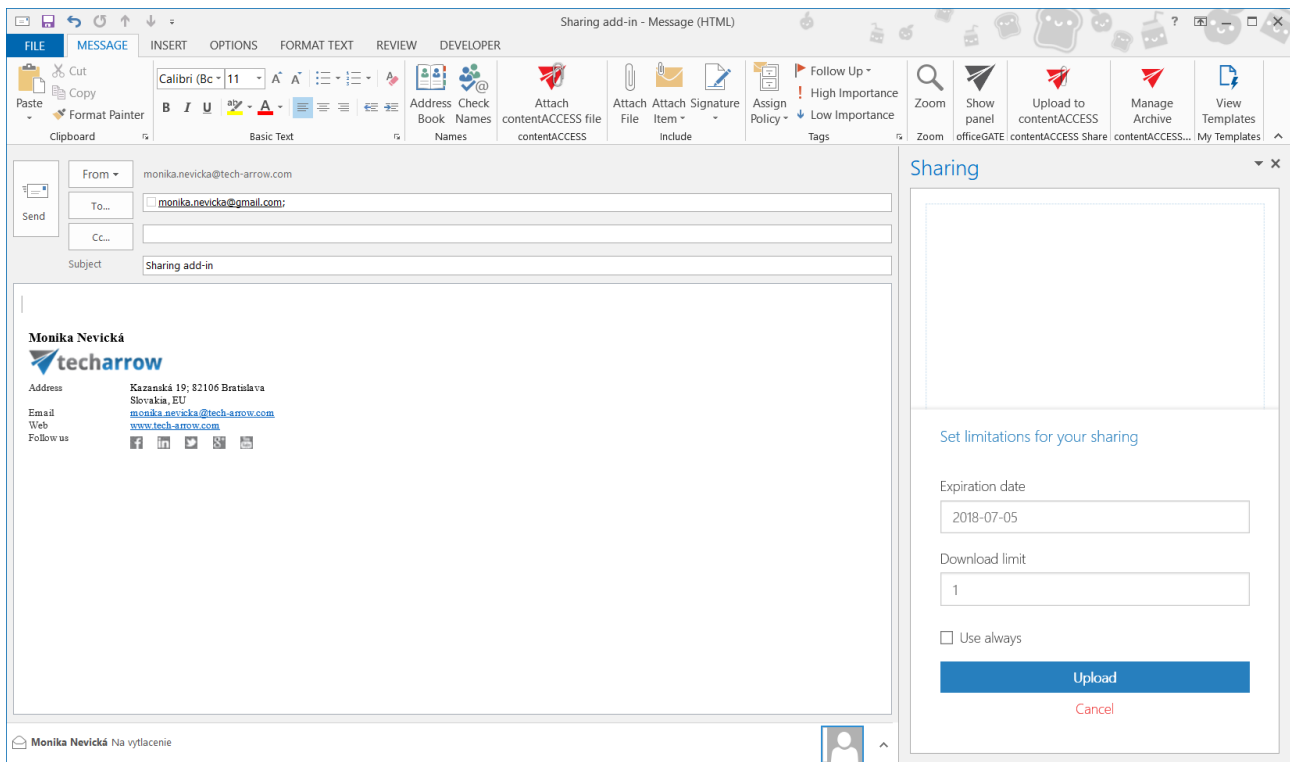 Sharing add-in - Message (HTML)
?
FILE MESSAGE INSERT OPTIONS FORMAT TEXT REVIEW DEVELOPER
Paste
Cut
Copy
Format Painter
Clipboard
Calibri (Bc 11
B I U
Basic Text
Address Book
Check Names
Names
Attach contentACCESS file
contentACCESS
Attach File
Attach Item
Signature
Include
Assign Policy
Follow Up
High Importance
Low Importance
Tags
Zoom
Zoom
Show panel
officeGATE
Upload to contentACCESS
contentACCESS Share
Manage Archive
contentACCESS...
View Templates
My Templates
Send
From monika.nevicka@tech-arrow.com
To... monika.nevicka@gmail.com;
Cc...
Subject Sharing add-in
Monika Nevická
techarrow
Address Kazanská 19; 82106 Bratislava
Slovakia, EU
Email monika.nevicka@tech-arrow.com
Web www.tech-arrow.com
Follow us
Monika Nevická Na vytlacenie
Sharing
Set limitations for your sharing
Expiration date
2018-07-05
Download limit
1
Use always
Upload
Cancel